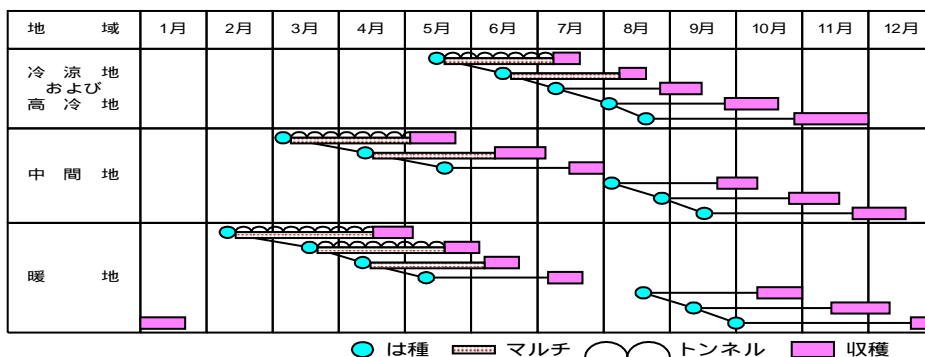 地域 1月 2月 3月 4月 5月 6月 7月 8月 9月 10月 11月 12月
冷涼地
および
高冷地
中間地
暖地
は種 マルチ トンネル 収穫